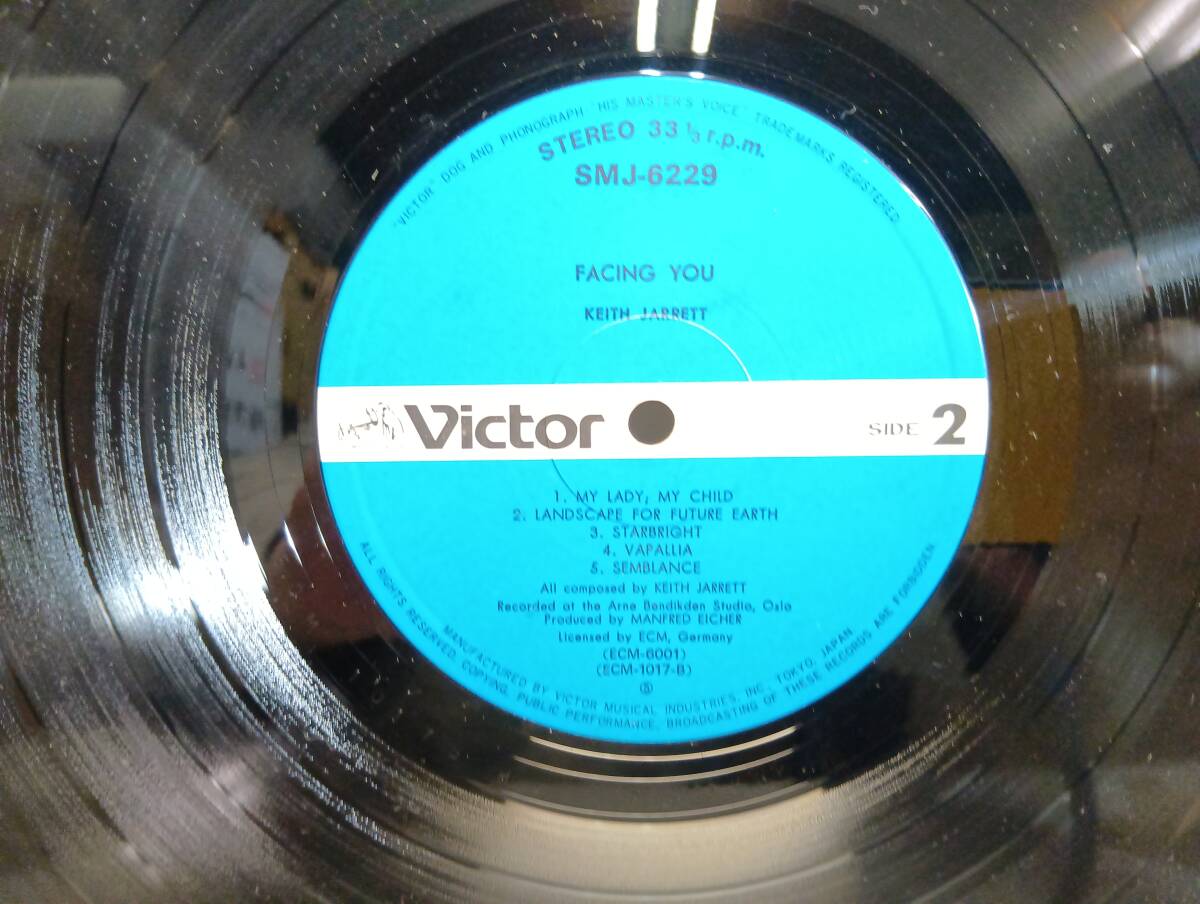 "VICTOR" DOG AND PHONOGRAPH "HIS MASTER'S VOICE" TRADEMARKS REGISTERED
STEREO 33 ⅓ r.p.m.
SMJ-6229
FACING YOU
KEITH JARRETT
Victor
SIDE 2
1. MY LADY, MY CHILD
2. LANDSCAPE FOR FUTURE EARTH
3. STARBRIGHT
4. VAPALLIA
5. SEMBLANCE
All composed by KEITH JARRETT
Recorded at the Arne Bendikden Studio, Oslo
Produced by MANFRED EICHER
Licensed by ECM, Germany
(ECM-6001)
(ECM-1017-B)
MANUFACTURED BY VICTOR MUSICAL INDUSTRIES, INC. TOKYO, JAPAN
ALL RIGHTS RESERVED. COPYING, PUBLIC PERFORMANCE, BROADCASTING OF THESE RECORDS ARE FORBIDDEN